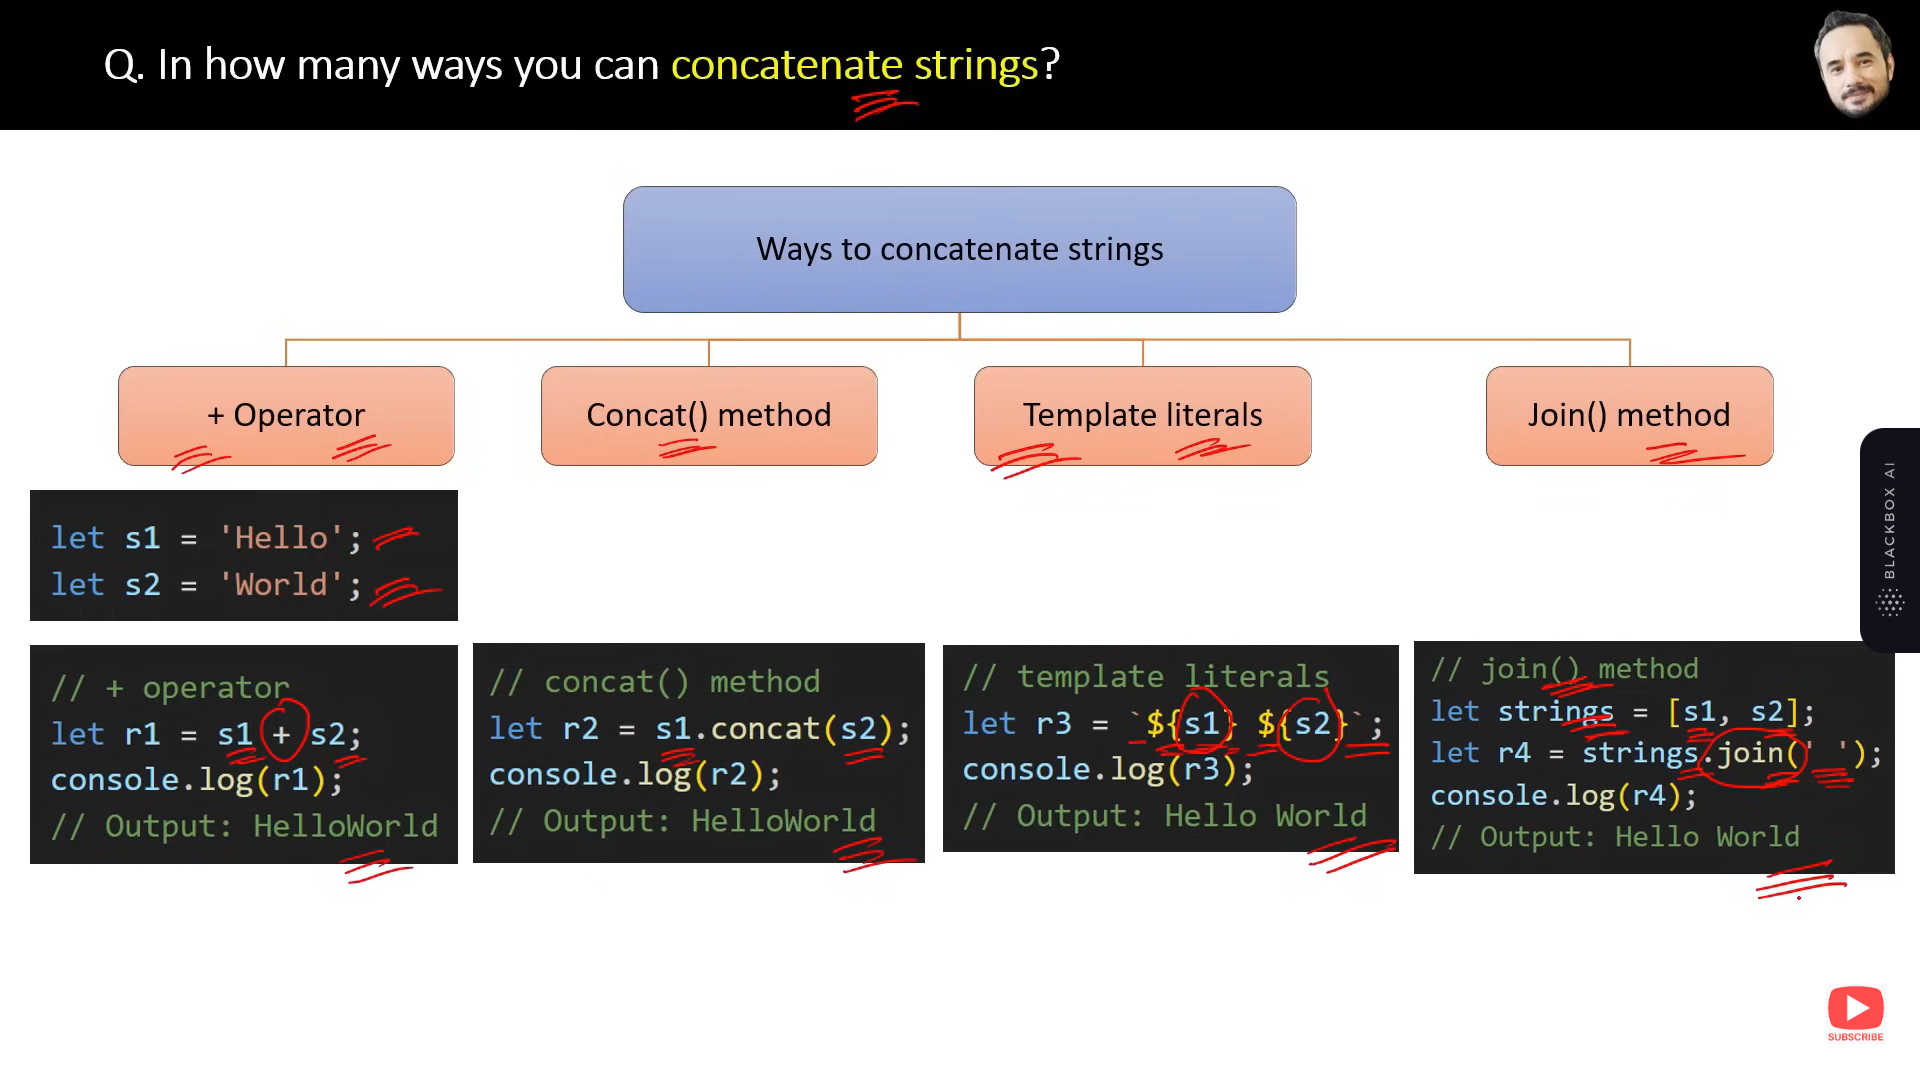 Q. In how many ways you can concatenate strings?
Ways to concatenate strings
+ Operator
Concat() method
Template literals
Join() method
let s1 = 'Hello';
let s2 = 'World';
// + operator
let r1 = s1 + s2;
console.log(r1);
// Output: HelloWorld
// concat() method
let r2 = s1.concat(s2);
console.log(r2);
// Output: HelloWorld
// template literals
let r3 = `${s1} ${s2}`;
console.log(r3);
// Output: Hello World
// join() method
let strings = [s1, s2];
let r4 = strings.join(' ');
console.log(r4);
// Output: Hello World
BLACKBOX AI
SUBSCRIBE